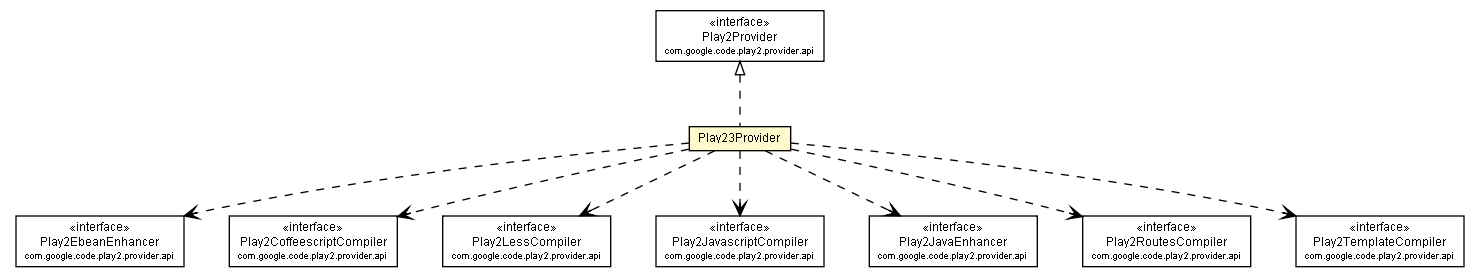 «interface»
Play2Provider
com.google.code.play2.provider.api
Play23Provider
«interface»
Play2EbeanEnhancer
com.google.code.play2.provider.api
«interface»
Play2CoffeescriptCompiler
com.google.code.play2.provider.api
«interface»
Play2LessCompiler
com.google.code.play2.provider.api
«interface»
Play2JavascriptCompiler
com.google.code.play2.provider.api
«interface»
Play2JavaEnhancer
com.google.code.play2.provider.api
«interface»
Play2RoutesCompiler
com.google.code.play2.provider.api
«interface»
Play2TemplateCompiler
com.google.code.play2.provider.api